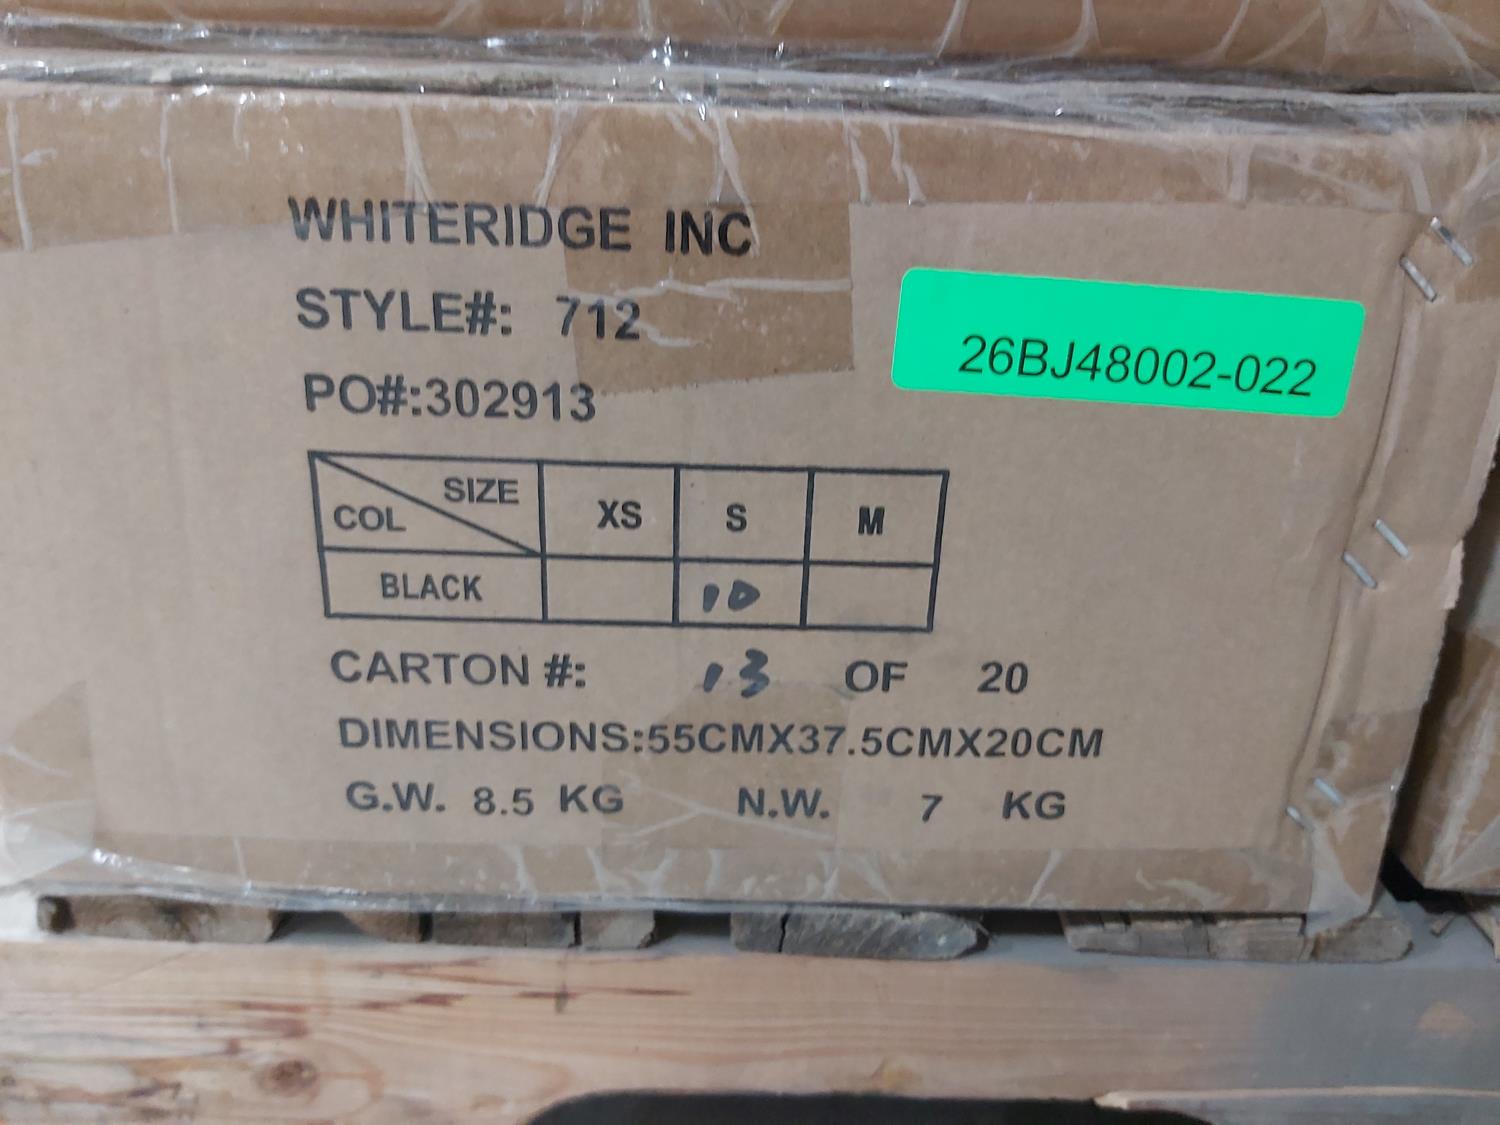 WHITERIDGE INC
STYLE#: 712
26BJ48002-022
PO#:302913
SIZE
COL XS S M
BLACK 10
CARTON #: 13 OF 20
DIMENSIONS:55CMX37.5CMX20CM
G.W. 8.5 KG N.W. 7 KG